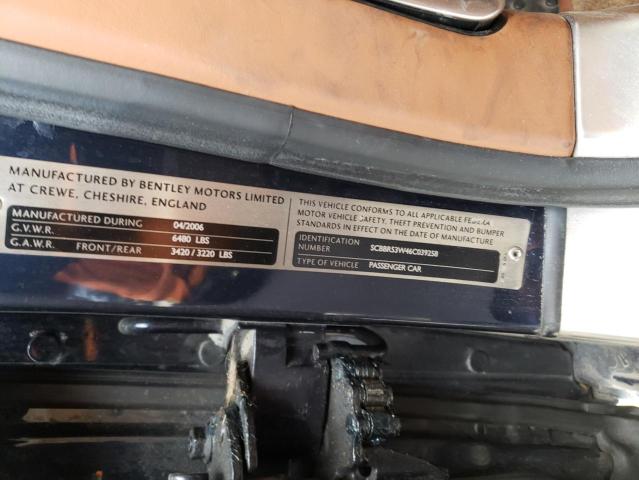 MANUFACTURED BY BENTLEY MOTORS LIMITED
AT CREWE, CHESHIRE, ENGLAND
MANUFACTURED DURING 04/2006
G.V.W.R. 6480 LBS
G.A.W.R. FRONT/REAR 3420 / 3220 LBS
THIS VEHICLE CONFORMS TO ALL APPLICABLE FEDERAL
MOTOR VEHICLE SAFETY, THEFT PREVENTION AND BUMPER
STANDARDS IN EFFECT ON THE DATE OF MANUFACTURE
IDENTIFICATION
NUMBER SCBBR53W46C039258
TYPE OF VEHICLE PASSENGER CAR